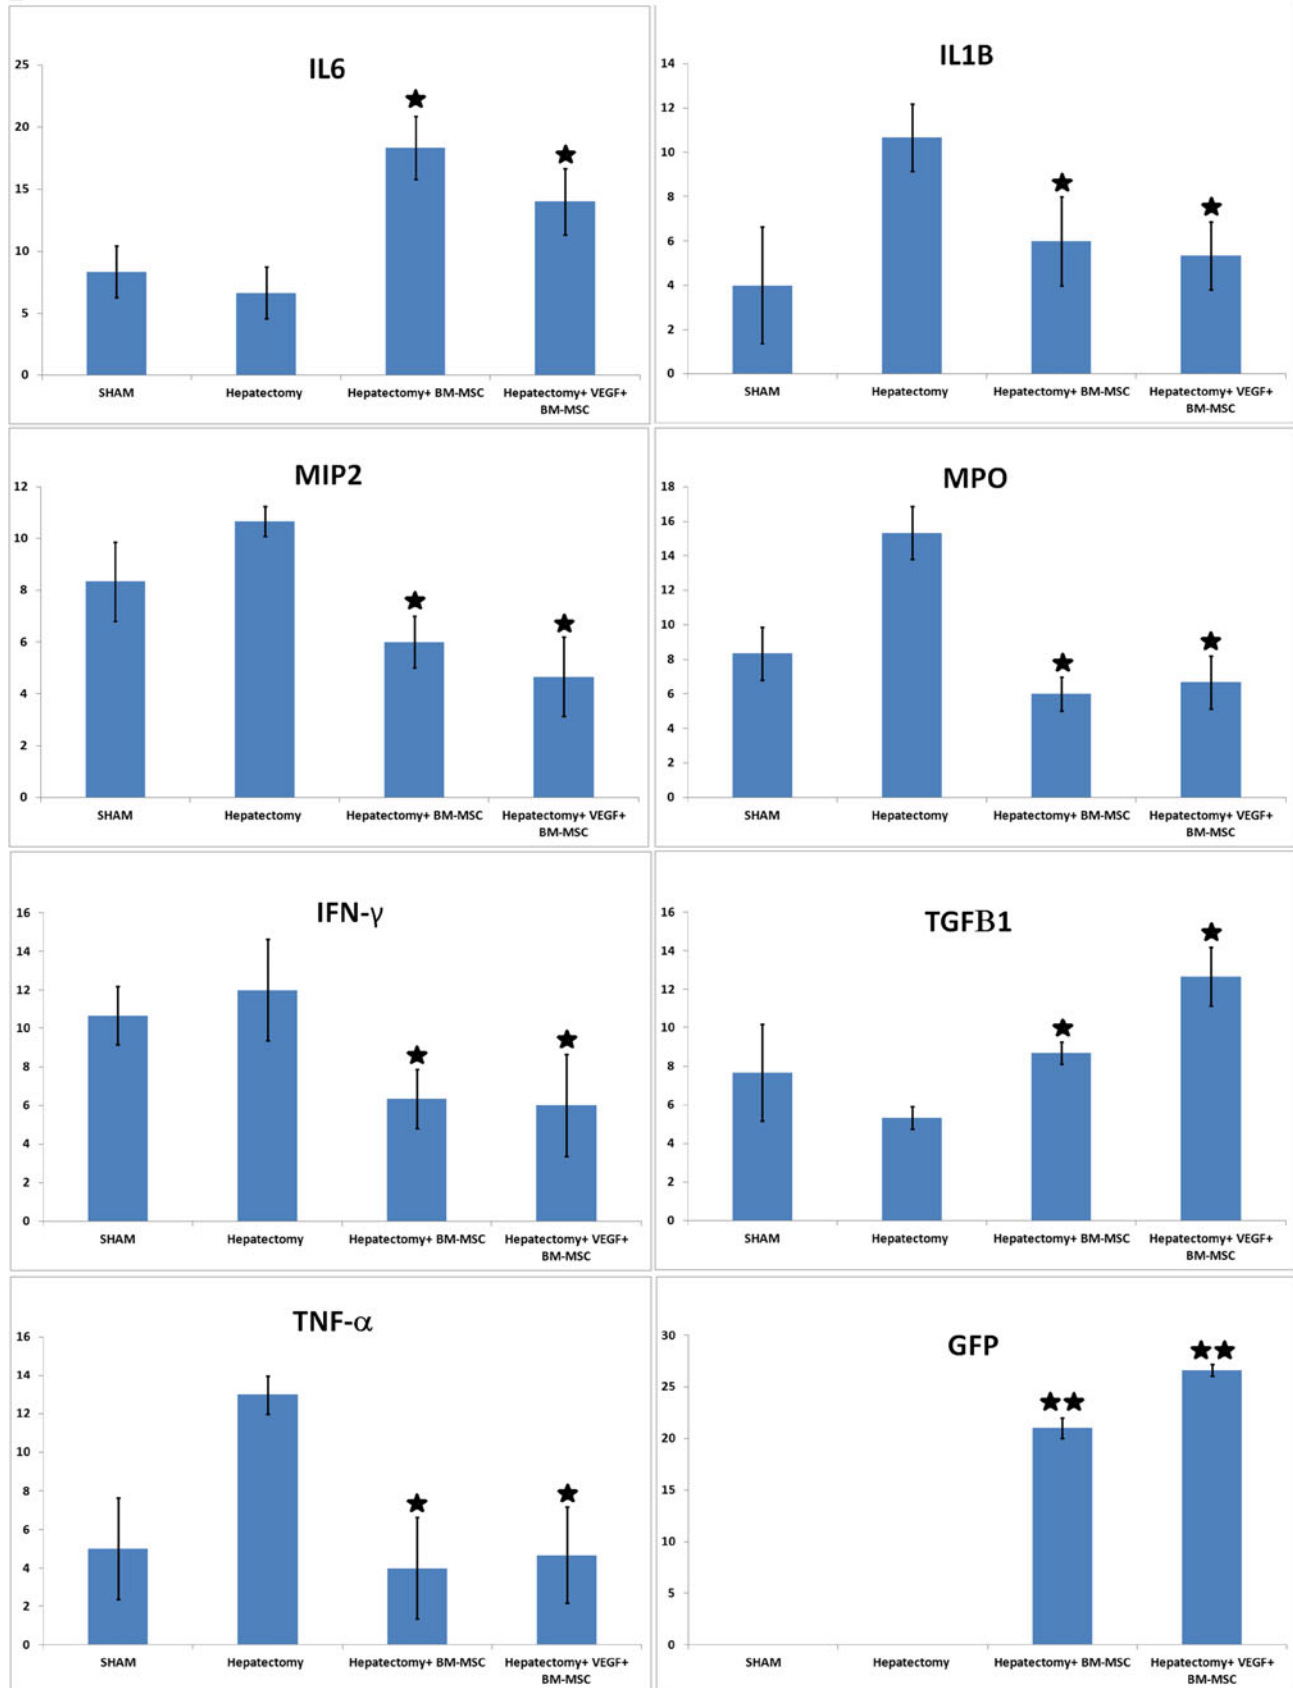 IL6
25
20
15
10
5
0
SHAM
Hepatectomy
Hepatectomy+ BM-MSC
Hepatectomy+ VEGF+
BM-MSC
IL1B
14
12
10
8
6
4
2
0
SHAM
Hepatectomy
Hepatectomy+ BM-MSC
Hepatectomy+ VEGF+
BM-MSC
MIP2
12
10
8
6
4
2
0
SHAM
Hepatectomy
Hepatectomy+ BM-MSC
Hepatectomy+ VEGF+
BM-MSC
MPO
18
16
14
12
10
8
6
4
2
0
SHAM
Hepatectomy
Hepatectomy+ BM-MSC
Hepatectomy+ VEGF+
BM-MSC
IFN-γ
16
14
12
10
8
6
4
2
0
SHAM
Hepatectomy
Hepatectomy+ BM-MSC
Hepatectomy+ VEGF+
BM-MSC
TGFB1
16
14
12
10
8
6
4
2
0
SHAM
Hepatectomy
Hepatectomy+ BM-MSC
Hepatectomy+ VEGF+
BM-MSC
TNF-α
16
14
12
10
8
6
4
2
0
SHAM
Hepatectomy
Hepatectomy+ BM-MSC
Hepatectomy+ VEGF+
BM-MSC
GFP
30
25
20
15
10
5
0
SHAM
Hepatectomy
Hepatectomy+ BM-MSC
Hepatectomy+ VEGF+
BM-MSC